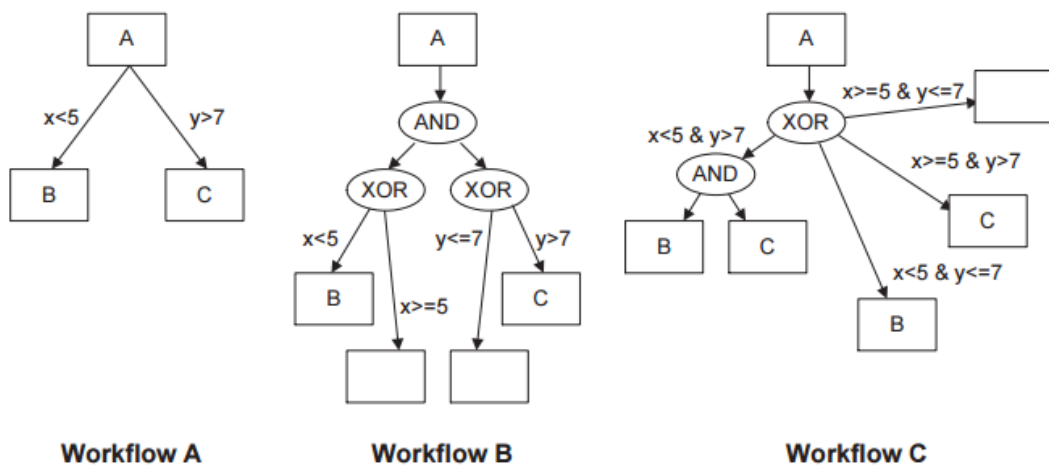 A
x<5
y>7
B
C
Workflow A
A
AND
XOR
XOR
x<5
y<=7
y>7
B
x>=5
C
Workflow B
A
x>=5 & y<=7
XOR
x<5 & y>7
x>=5 & y>7
AND
C
B
C
x<5 & y<=7
B
Workflow C